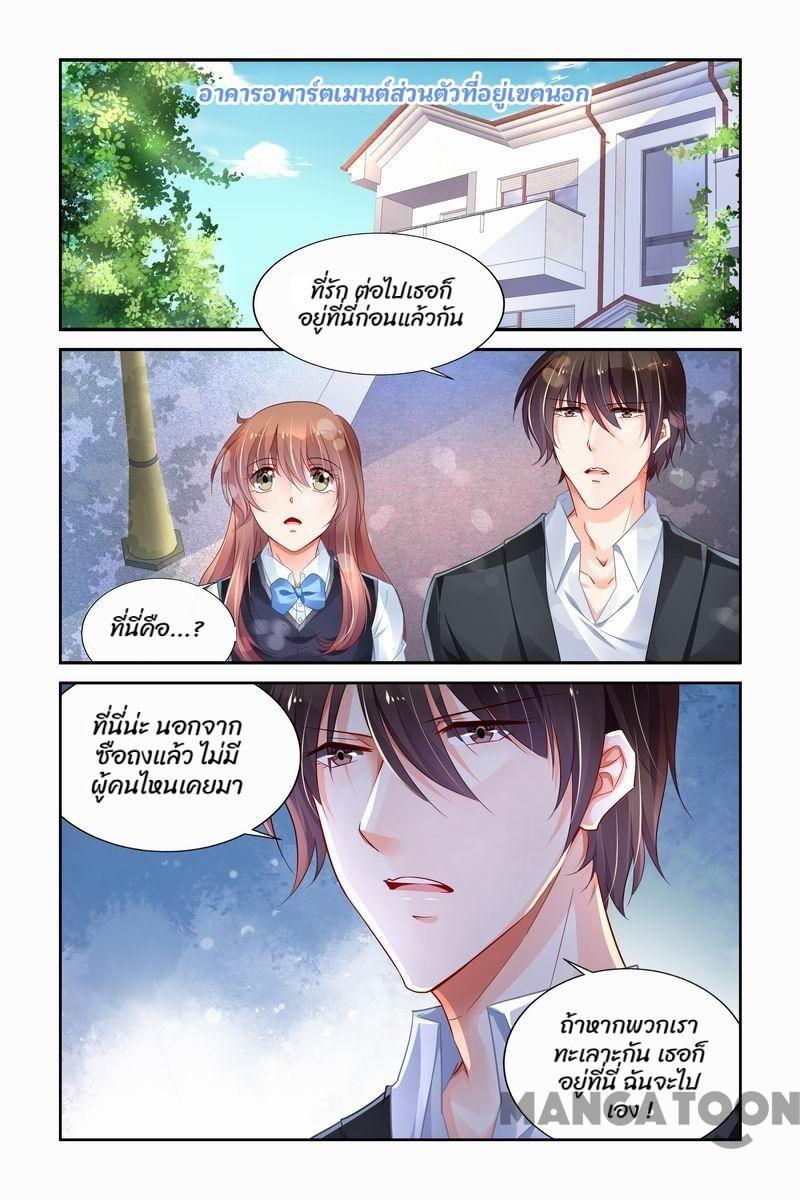 อาคารอพาร์ตเมนต์ส่วนตัวที่อยู่เขตนอก
ที่รัก ต่อไปเธอก็
อยู่ที่นี่ก่อนแล้วกัน
ที่นี่คือ...?
ที่นี่น่ะ นอกจาก
ซือถงแล้ว ไม่มี
ผู้คนไหนเคยมา
ถ้าหากพวกเรา
ทะเลาะกัน เธอก็
อยู่ที่นี่ ฉันจะไป
เอง !
MANGATOON